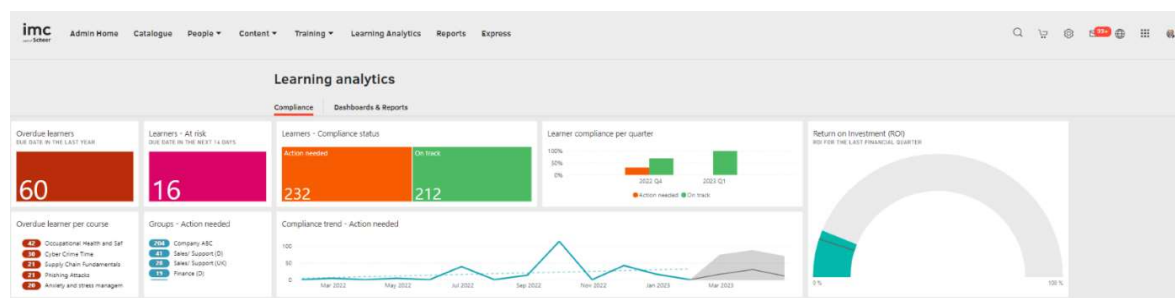 imc
Scheer
Admin Home Catalogue People Content Training Learning Analytics Reports Express
99+
Learning analytics
Compliance Dashboards & Reports
Overdue learners
DUE DATE IN THE LAST YEAR
60
Learners - At risk
DUE DATE IN THE NEXT 14 DAYS
16
Learners - Compliance status
Action needed
232
On track
212
Learner compliance per quarter
100%
50%
0%
2022 Q4 2023 Q1
Action needed On track
Return on Investment (ROI)
ROI FOR THE LAST FINANCIAL QUARTER
0 % 100 %
Overdue learner per course
42 Occupational Health and Saf
30 Cyber Crime Time
21 Supply Chain Fundamentals
21 Phishing Attacks
20 Anxiety and stress managem
Groups - Action needed
204 Company ABC
41 Sales/ Support (D)
28 Sales/ Support (UK)
19 Finance (D)
Compliance trend - Action needed
100
50
0
Mar 2022 May 2022 Jul 2022 Sep 2022 Nov 2022 Jan 2023 Mar 2023